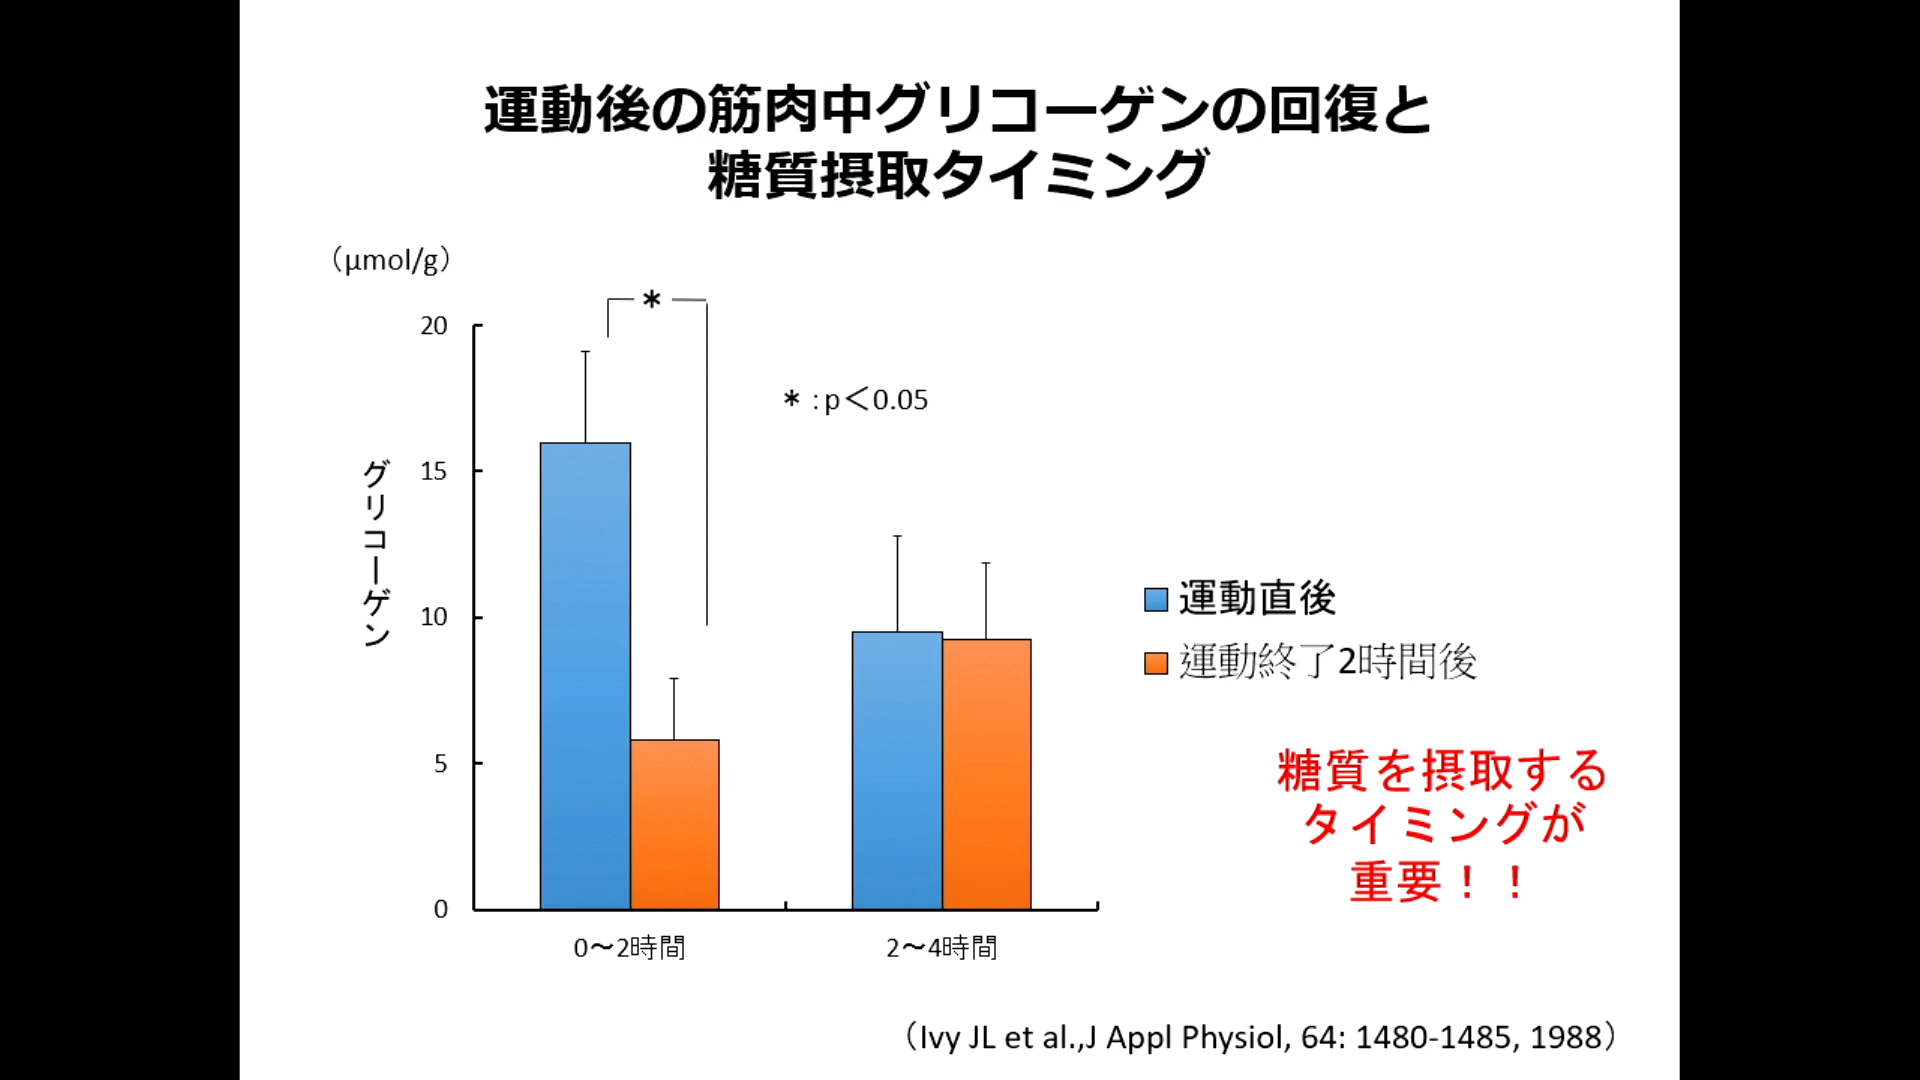 運動後の筋肉中グリコーゲンの回復と
糖質摂取タイミング
（μmol/g）
*
20
* :p＜0.05
15
グリコーゲン
10
5
0
0～2時間
2～4時間
運動直後
運動終了2時間後
糖質を摂取する
タイミングが
重要！！
（Ivy JL et al.,J Appl Physiol, 64: 1480-1485, 1988）